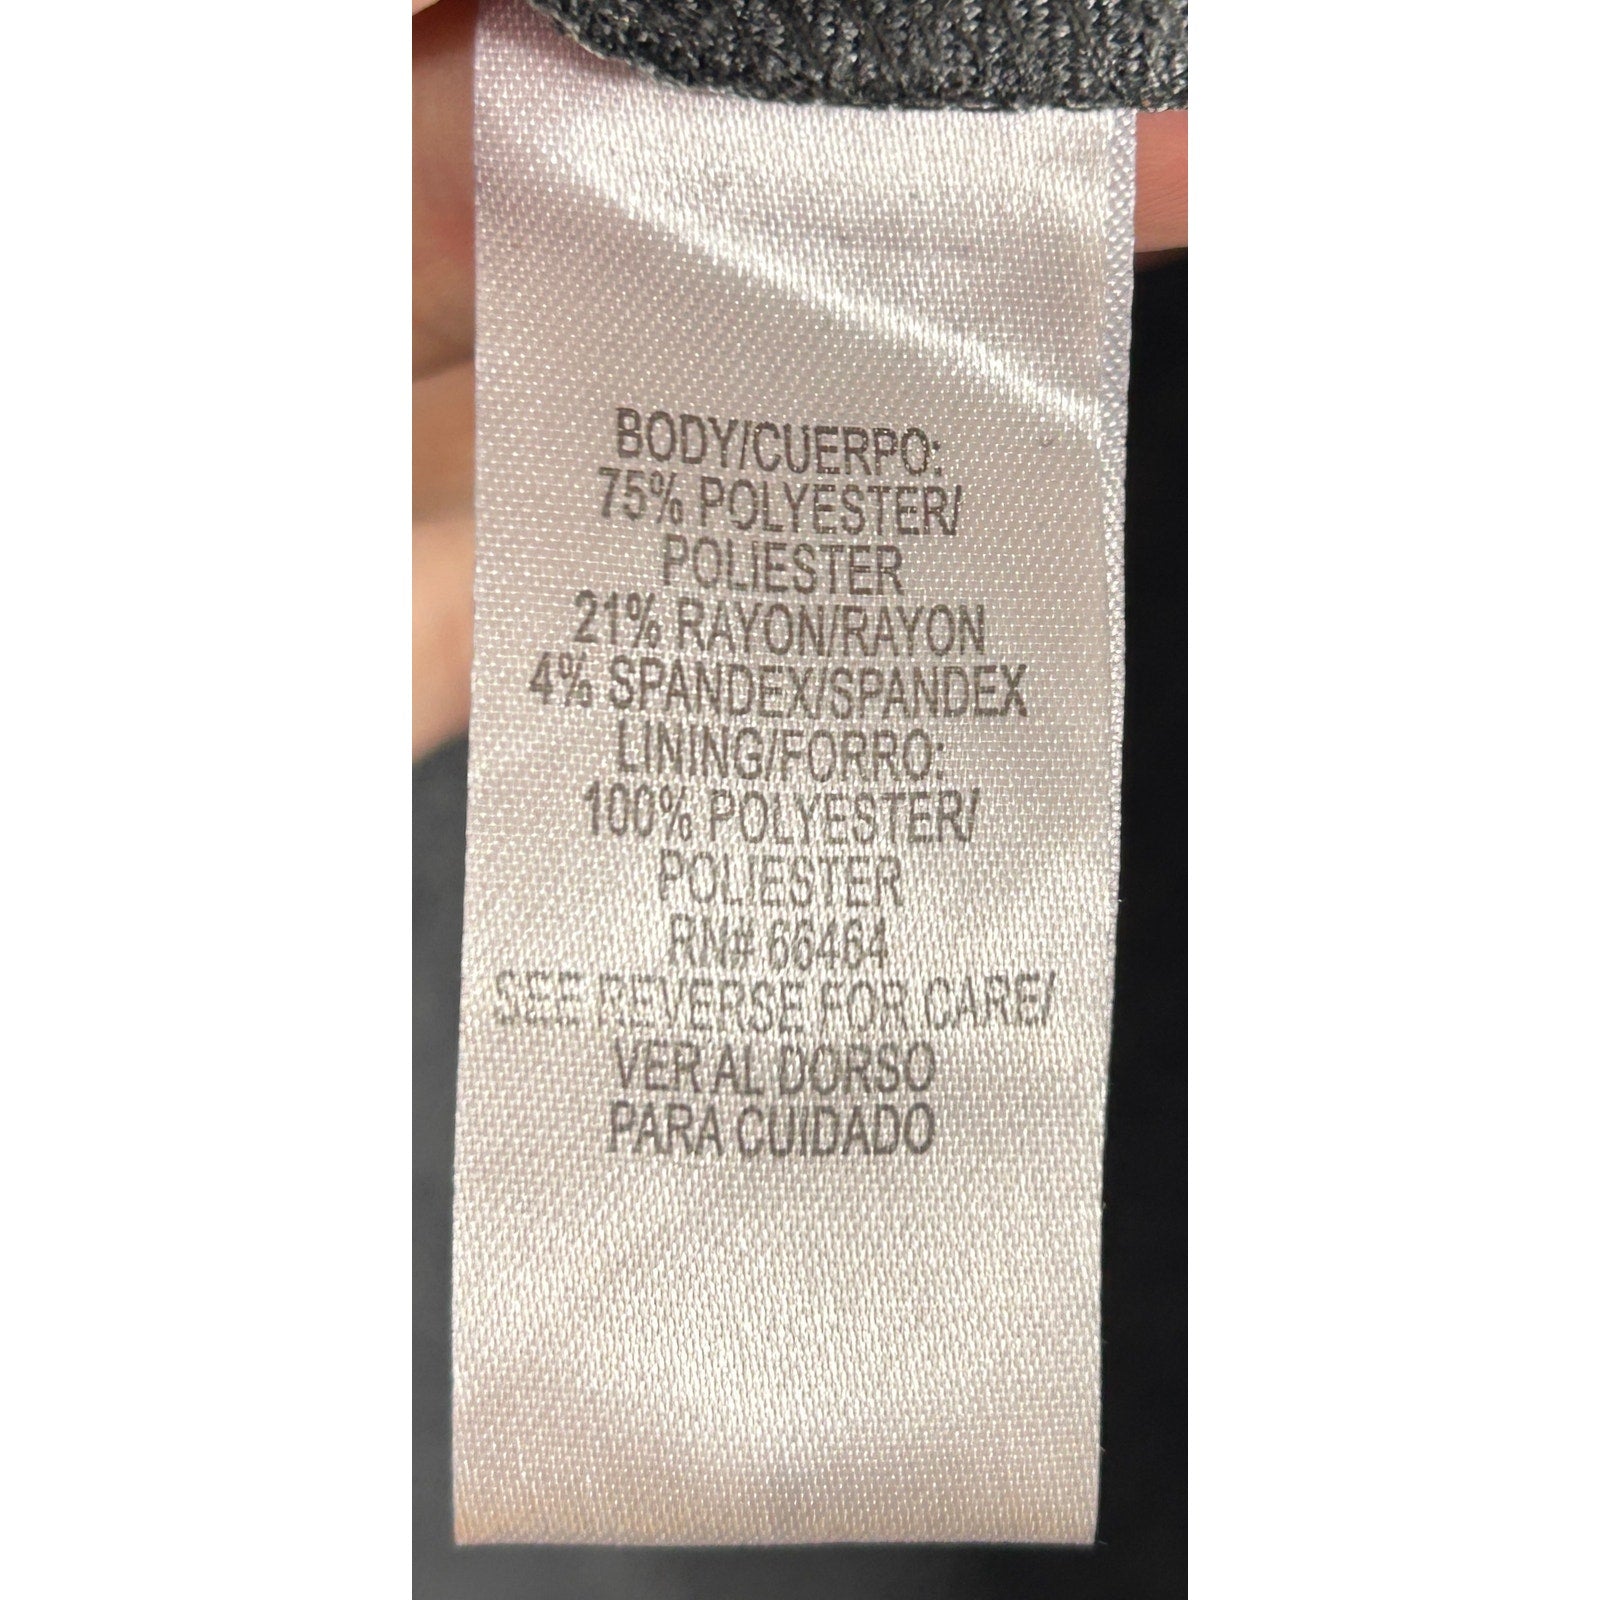 BODY/CUERPO:
75% POLYESTER/
POLIESTER
21% RAYON/RAYON
4% SPANDEX/SPANDEX
LINING/FORRO:
100% POLYESTER/
POLIESTER
RN# 66464
SEE REVERSE FOR CARE/
VER AL DORSO
PARA CUIDADO